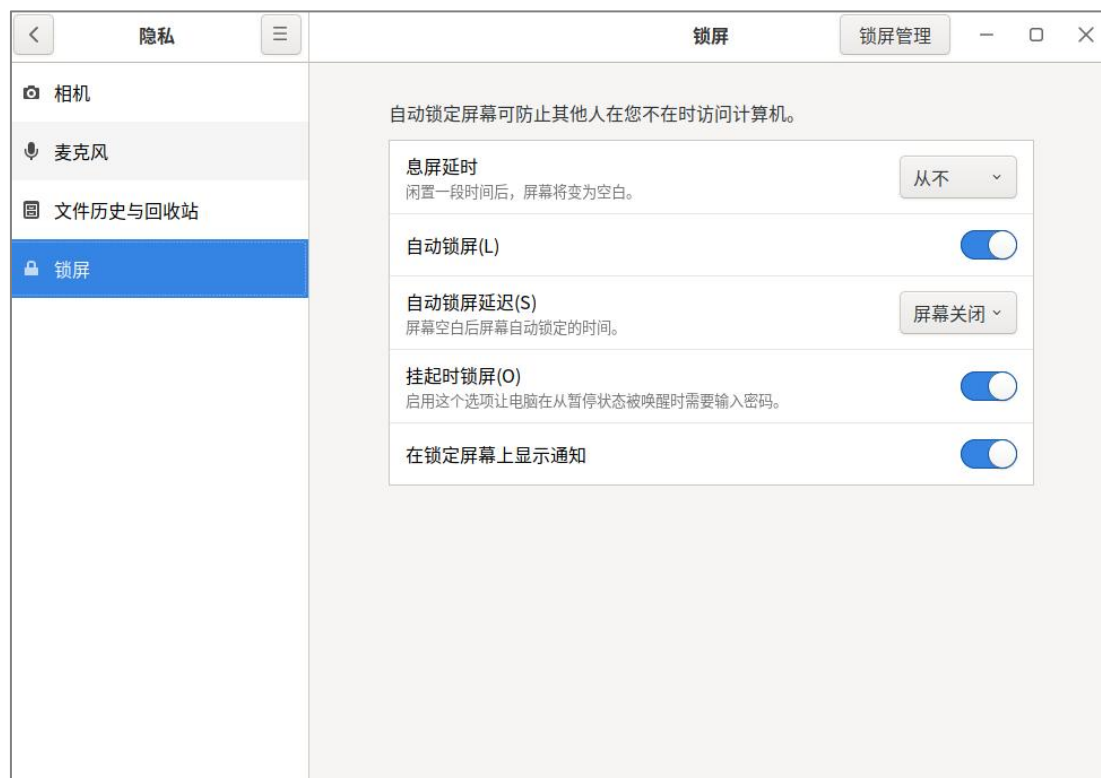 隐私
锁屏
锁屏管理
相机
麦克风
文件历史与回收站
锁屏
自动锁定屏幕可防止其他人在您不在时访问计算机。
息屏延时
闲置一段时间后，屏幕将变为空白。
从不
自动锁屏(L)
自动锁屏延迟(S)
屏幕空白后屏幕自动锁定的时间。
屏幕关闭
挂起时锁屏(O)
启用这个选项让电脑在从暂停状态被唤醒时需要输入密码。
在锁定屏幕上显示通知